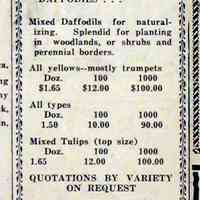 DAFFODILS . . .
Mixed Daffodils for natural-
izing. Splendid for planting
in woodlands, or shrubs and
perennial borders.
All yellows--mostly trumpets
Doz. 100 1000
$1.65 $12.00 $100.00
All types
Doz. 100 1000
1.50 10.00 90.00
Mixed Tulips (top size)
Doz. 100 1000
1.65 12.00 100.00
QUOTATIONS BY VARIETY
ON REQUEST